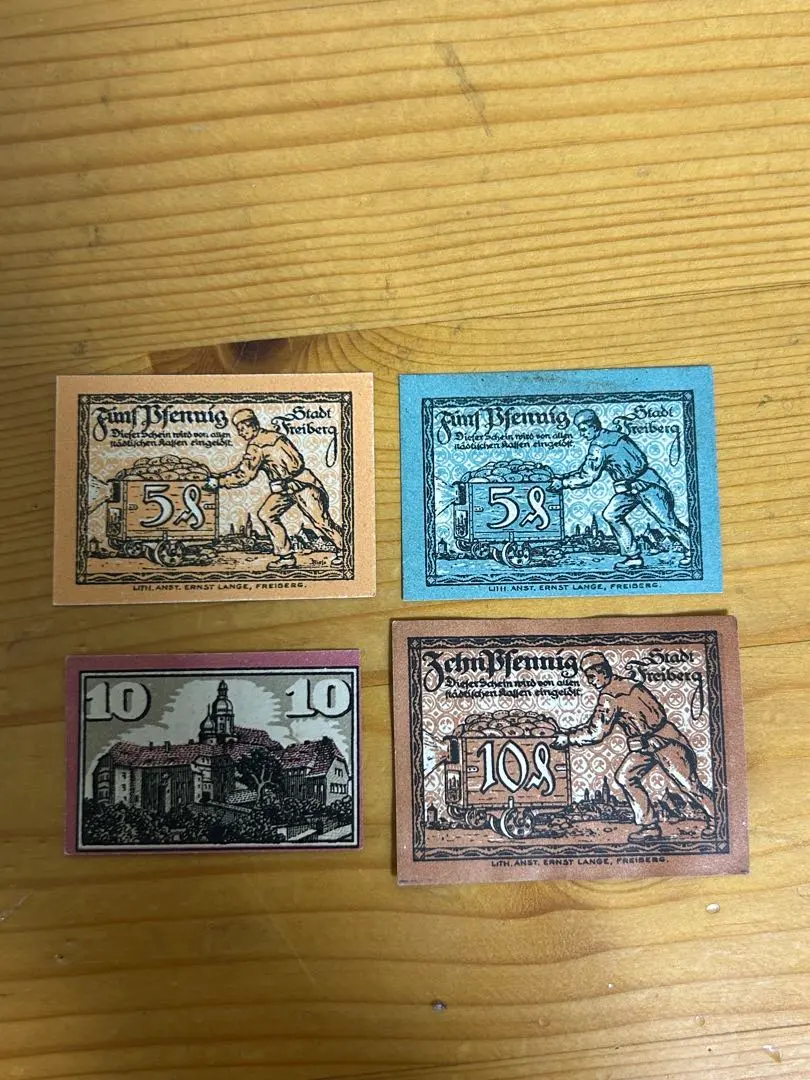 Fünf Pfennig
Stadt
Freiberg
Dieser Schein wird von allen
städtischen Kassen eingelöst.
5₰
LITH. ANST. ERNST LANGE, FREIBERG.
Fünf Pfennig
Stadt
Freiberg
Dieser Schein wird von allen
städtischen Kassen eingelöst.
5₰
LITH. ANST. ERNST LANGE, FREIBERG.
10 10
Zehn Pfennig
Stadt
Freiberg
Dieser Schein wird von allen
städtischen Kassen eingelöst.
10₰
LITH. ANST. ERNST LANGE, FREIBERG.